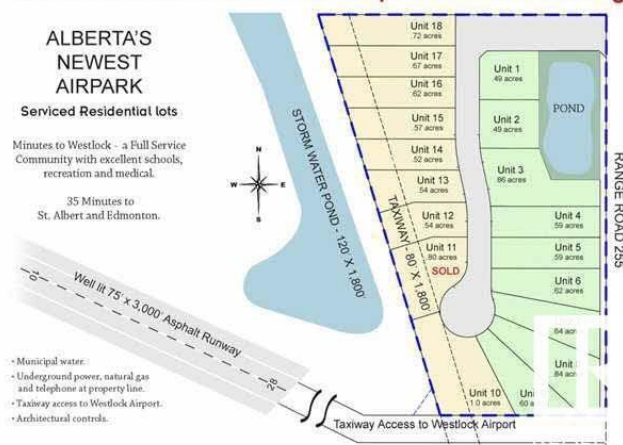 ALBERTA'S
NEWEST
AIRPARK
Serviced Residential lots
Minutes to Westlock - a Full Service
Community with excellent schools,
recreation and medical.
35 Minutes to
St. Albert and Edmonton.
N
W E
S
STORM WATER POND - 120' X 1,800'
TAXIWAY - 80' X 1,800'
Well lit 75' x 3,000' Asphalt Runway
10
28
• Municipal water.
• Underground power, natural gas
and telephone at property line.
• Taxiway access to Westlock Airport.
• Architectural controls.
Unit 18
.72 acres
Unit 17
.67 acres
Unit 16
.62 acres
Unit 15
.57 acres
Unit 14
.52 acres
Unit 13
.54 acres
Unit 12
.54 acres
Unit 11
.80 acres
SOLD
Unit 10
1.0 acres
Unit 1
.49 acres
Unit 2
.49 acres
Unit 3
.86 acres
Unit 4
.59 acres
Unit 5
.59 acres
Unit 6
.62 acres
.64
Unit
.84
POND
RANGE ROAD 255
Taxiway Access to Westlock Airport